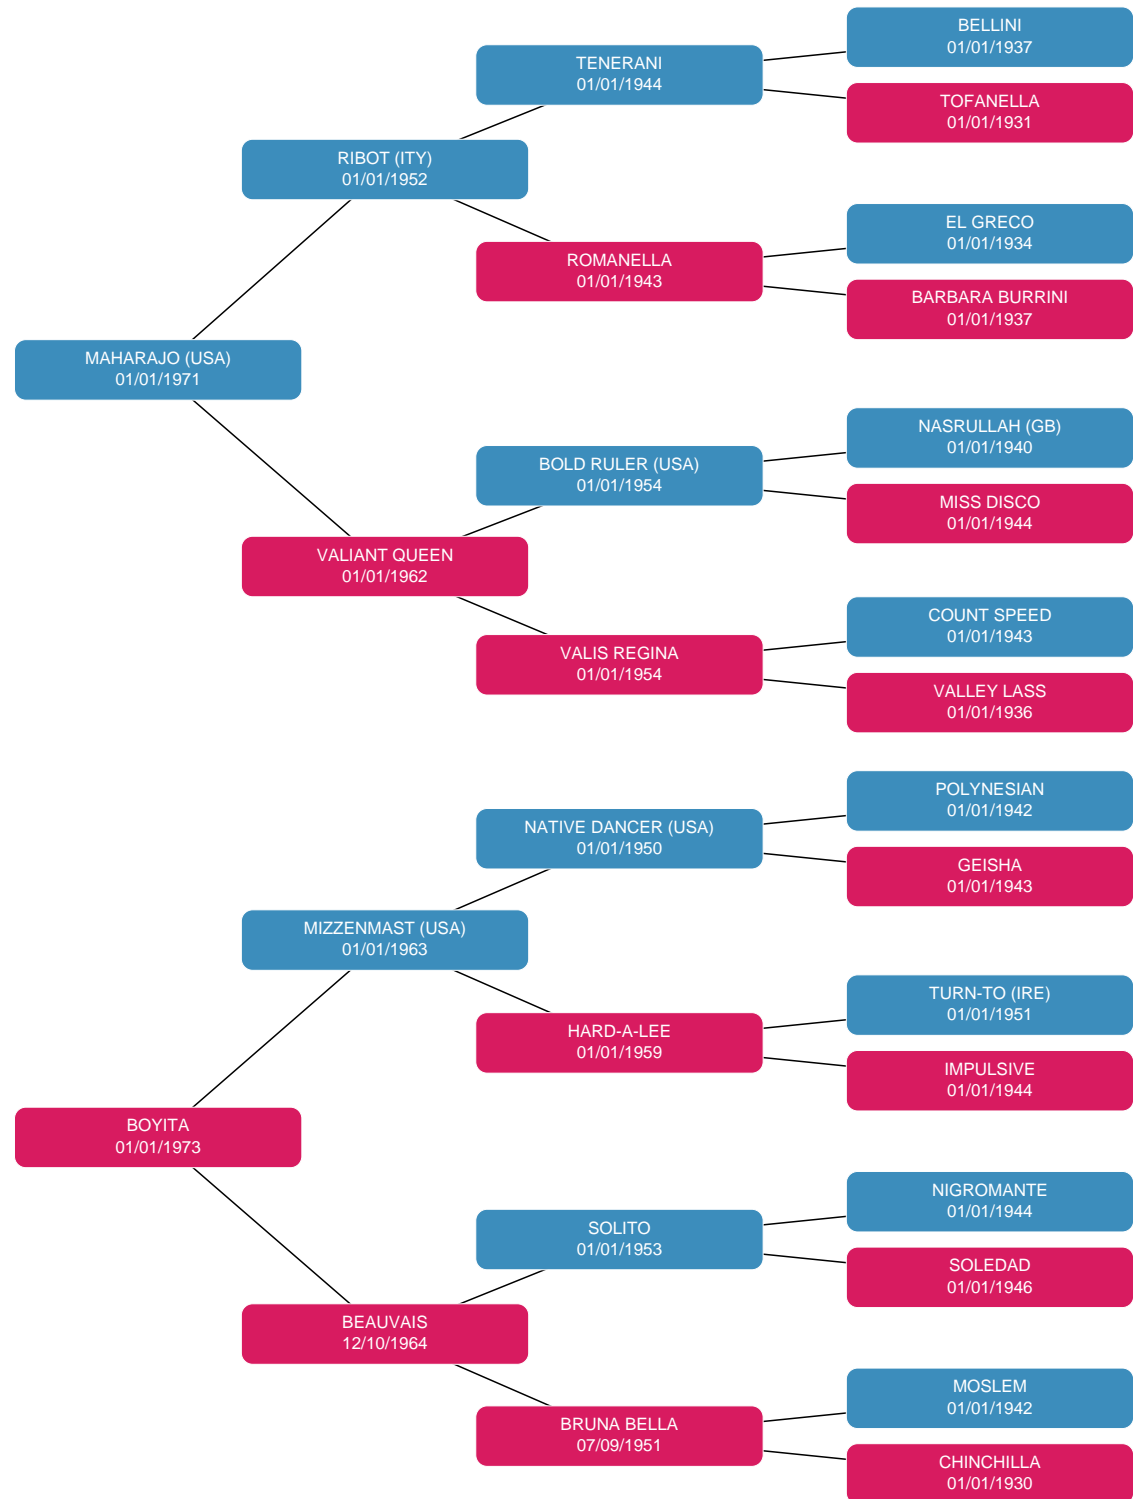 BELLINI
01/01/1937
TENERANI
01/01/1944
TOFANELLA
01/01/1931
RIBOT (ITY)
01/01/1952
EL GRECO
01/01/1934
ROMANELLA
01/01/1943
BARBARA BURRINI
01/01/1937
MAHARAJO (USA)
01/01/1971
NASRULLAH (GB)
01/01/1940
BOLD RULER (USA)
01/01/1954
MISS DISCO
01/01/1944
VALIANT QUEEN
01/01/1962
COUNT SPEED
01/01/1943
VALIS REGINA
01/01/1954
VALLEY LASS
01/01/1936
POLYNESIAN
01/01/1942
NATIVE DANCER (USA)
01/01/1950
GEISHA
01/01/1943
MIZZENMAST (USA)
01/01/1963
TURN-TO (IRE)
01/01/1951
HARD-A-LEE
01/01/1959
IMPULSIVE
01/01/1944
BOYITA
01/01/1973
NIGROMANTE
01/01/1944
SOLITO
01/01/1953
SOLEDAD
01/01/1946
BEAUVAIS
12/10/1964
MOSLEM
01/01/1942
BRUNA BELLA
07/09/1951
CHINCHILLA
01/01/1930